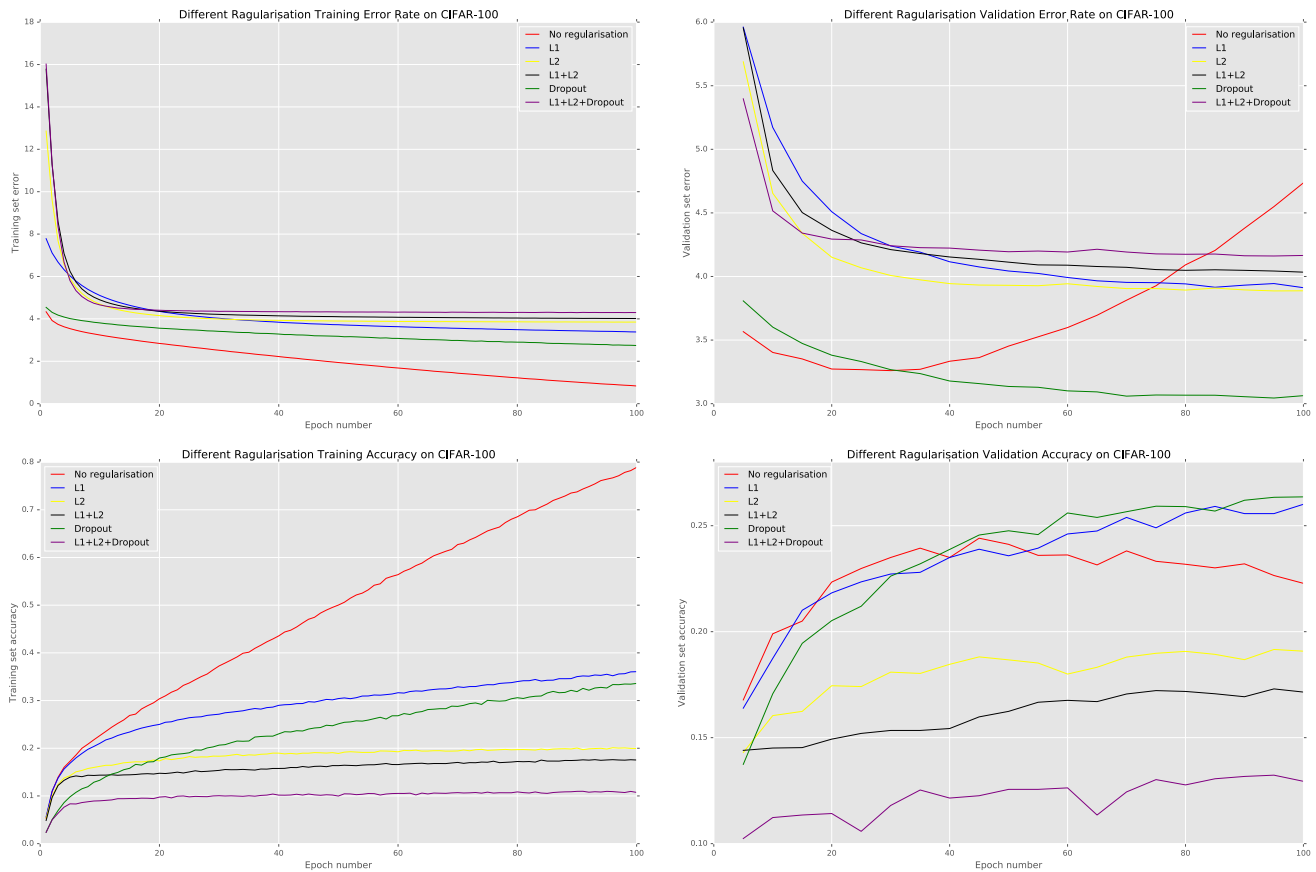 Different Ragularisation Training Error Rate on CIFAR-100
18
16
14
12
10
8
6
4
2
0
Training set error
0
20
40
60
80
100
Epoch number
No regularisation
L1
L2
L1+L2
Dropout
L1+L2+Dropout
Different Ragularisation Validation Error Rate on CIFAR-100
6.0
5.5
5.0
4.5
4.0
3.5
3.0
Validation set error
0
20
40
60
80
100
Epoch number
No regularisation
L1
L2
L1+L2
Dropout
L1+L2+Dropout
Different Ragularisation Training Accuracy on CIFAR-100
0.8
0.7
0.6
0.5
0.4
0.3
0.2
0.1
0.0
Training set accuracy
0
20
40
60
80
100
Epoch number
No regularisation
L1
L2
L1+L2
Dropout
L1+L2+Dropout
Different Ragularisation Validation Accuracy on CIFAR-100
0.25
0.20
0.15
0.10
Validation set accuracy
0
20
40
60
80
100
Epoch number
No regularisation
L1
L2
L1+L2
Dropout
L1+L2+Dropout